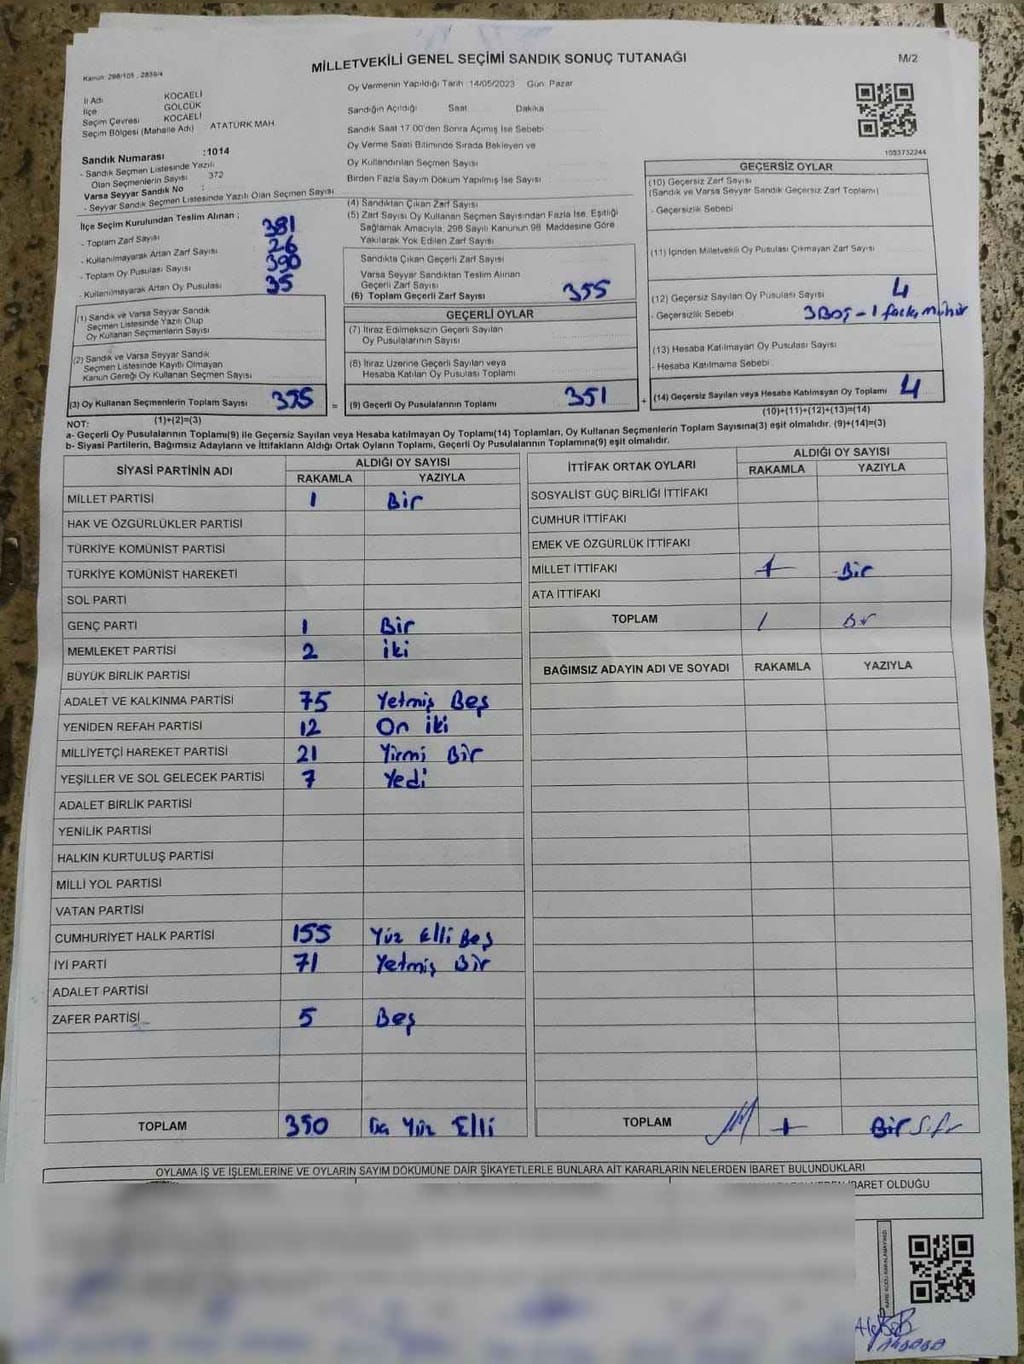 MİLLETVEKİLİ GENEL SEÇİMİ SANDIK SONUÇ TUTANAĞI
M/2
Kanun: 298/105 , 2839/4
İl Adı KOCAELİ
İlçe GÖLCÜK
Seçim Çevresi KOCAELİ
Seçim Bölgesi (Mahalle Adı) ATATÜRK MAH.
Sandık Numarası :1014
- Sandık Seçmen Listesinde Yazılı
Olan Seçmenlerin Sayısı 372
Varsa Seyyar Sandık No :
- Seyyar Sandık Seçmen Listesinde Yazılı Olan Seçmen Sayısı
Oy Vermenin Yapıldığı Tarih :14/05/2023 Gün: Pazar
Sandığın Açıldığı Saat Dakika
Sandık Saat 17.00'den Sonra Açılmış İse Sebebi
Oy Verme Saati Bitiminde Sırada Bekleyen ve
Oy Kullandırılan Seçmen Sayısı
Birden Fazla Sayım Döküm Yapılmış İse Sayısı
1093732244
İlçe Seçim Kurulundan Teslim Alınan :
- Toplam Zarf Sayısı 381
- Kullanılmayarak Artan Zarf Sayısı 26
- Toplam Oy Pusulası Sayısı 390
- Kullanılmayarak Artan Oy Pusulası 35
(1) Sandık ve Varsa Seyyar Sandık
Seçmen Listesinde Yazılı Olup
Oy Kullanan Seçmenlerin Sayısı
(2) Sandık ve Varsa Seyyar Sandık
Seçmen Listesinde Kayıtlı Olmayan
Kanun Gereği Oy Kullanan Seçmen Sayısı
(3) Oy Kullanan Seçmenlerin Toplam Sayısı 355
(1)+(2)=(3)
(4) Sandıktan Çıkan Zarf Sayısı
(5) Zarf Sayısı Oy Kullanan Seçmen Sayısından Fazla İse, Eşitliği
Sağlamak Amacıyla, 298 Sayılı Kanunun 98. Maddesine Göre
Yakılarak Yok Edilen Zarf Sayısı
Sandıkta Çıkan Geçerli Zarf Sayısı
Varsa Seyyar Sandıktan Teslim Alınan
Geçerli Zarf Sayısı
(6) Toplam Geçerli Zarf Sayısı 355
GEÇERLİ OYLAR
(7) İtiraz Edilmeksizin Geçerli Sayılan
Oy Pusulalarının Sayısı
(8) İtiraz Üzerine Geçerli Sayılan veya
Hesaba Katılan Oy Pusulası Toplamı
= (9) Geçerli Oy Pusulalarının Toplamı 351
GEÇERSİZ OYLAR
(10) Geçersiz Zarf Sayısı
(Sandık ve Varsa Seyyar Sandık Geçersiz Zarf Toplamı)
- Geçersizlik Sebebi
(11) İçinden Milletvekili Oy Pusulası Çıkmayan Zarf Sayısı
(12) Geçersiz Sayılan Oy Pusulası Sayısı 4
- Geçersizlik Sebebi 3 Boş - 1 fazla mühür
(13) Hesaba Katılmayan Oy Pusulası Sayısı
- Hesaba Katılmama Sebebi
+ (14) Geçersiz Sayılan veya Hesaba Katılmayan Oy Toplamı 4
(10)+(11)+(12)+(13)=(14)
NOT:
a- Geçerli Oy Pusulalarının Toplamı(9) ile Geçersiz Sayılan veya Hesaba katılmayan Oy Toplamı(14) Toplamları, Oy Kullanan Seçmenlerin Toplam Sayısına(3) eşit olmalıdır. (9)+(14)=(3)
b- Siyasi Partilerin, Bağımsız Adayların ve İttifakların Aldığı Ortak Oyların Toplamı, Geçerli Oy Pusulalarının Toplamına(9) eşit olmalıdır.
SİYASİ PARTİNİN ADI
ALDIĞI OY SAYISI
RAKAMLA YAZIYLA
MİLLET PARTİSİ 1 Bir
HAK VE ÖZGÜRLÜKLER PARTİSİ
TÜRKİYE KOMÜNİST PARTİSİ
TÜRKİYE KOMÜNİST HAREKETİ
SOL PARTİ
GENÇ PARTİ 1 Bir
MEMLEKET PARTİSİ 2 iki
BÜYÜK BİRLİK PARTİSİ
ADALET VE KALKINMA PARTİSİ 75 Yetmiş Beş
YENİDEN REFAH PARTİSİ 12 On iki
MİLLİYETÇİ HAREKET PARTİSİ 21 Yirmi Bir
YEŞİLLER VE SOL GELECEK PARTİSİ 7 Yedi
ADALET BİRLİK PARTİSİ
YENİLİK PARTİSİ
HALKIN KURTULUŞ PARTİSİ
MİLLİ YOL PARTİSİ
VATAN PARTİSİ
CUMHURİYET HALK PARTİSİ 155 Yüz Elli Beş
İYİ PARTİ 71 Yetmiş Bir
ADALET PARTİSİ
ZAFER PARTİSİ 5 Beş
TOPLAM 350 Üç Yüz Elli
İTTİFAK ORTAK OYLARI
ALDIĞI OY SAYISI
RAKAMLA YAZIYLA
SOSYALİST GÜÇ BİRLİĞİ İTTİFAKI
CUMHUR İTTİFAKI
EMEK VE ÖZGÜRLÜK İTTİFAKI
MİLLET İTTİFAKI 1 Bir
ATA İTTİFAKI
TOPLAM 1 Bir
BAĞIMSIZ ADAYIN ADI VE SOYADI RAKAMLA YAZIYLA
TOPLAM 1 Bir Sıfır
OYLAMA İŞ VE İŞLEMLERİNE VE OYLARIN SAYIM DÖKÜMÜNE DAİR ŞİKAYETLERLE BUNLARA AİT KARARLARIN NELERDEN İBARET BULUNDUKLARI
İBARET OLDUĞU